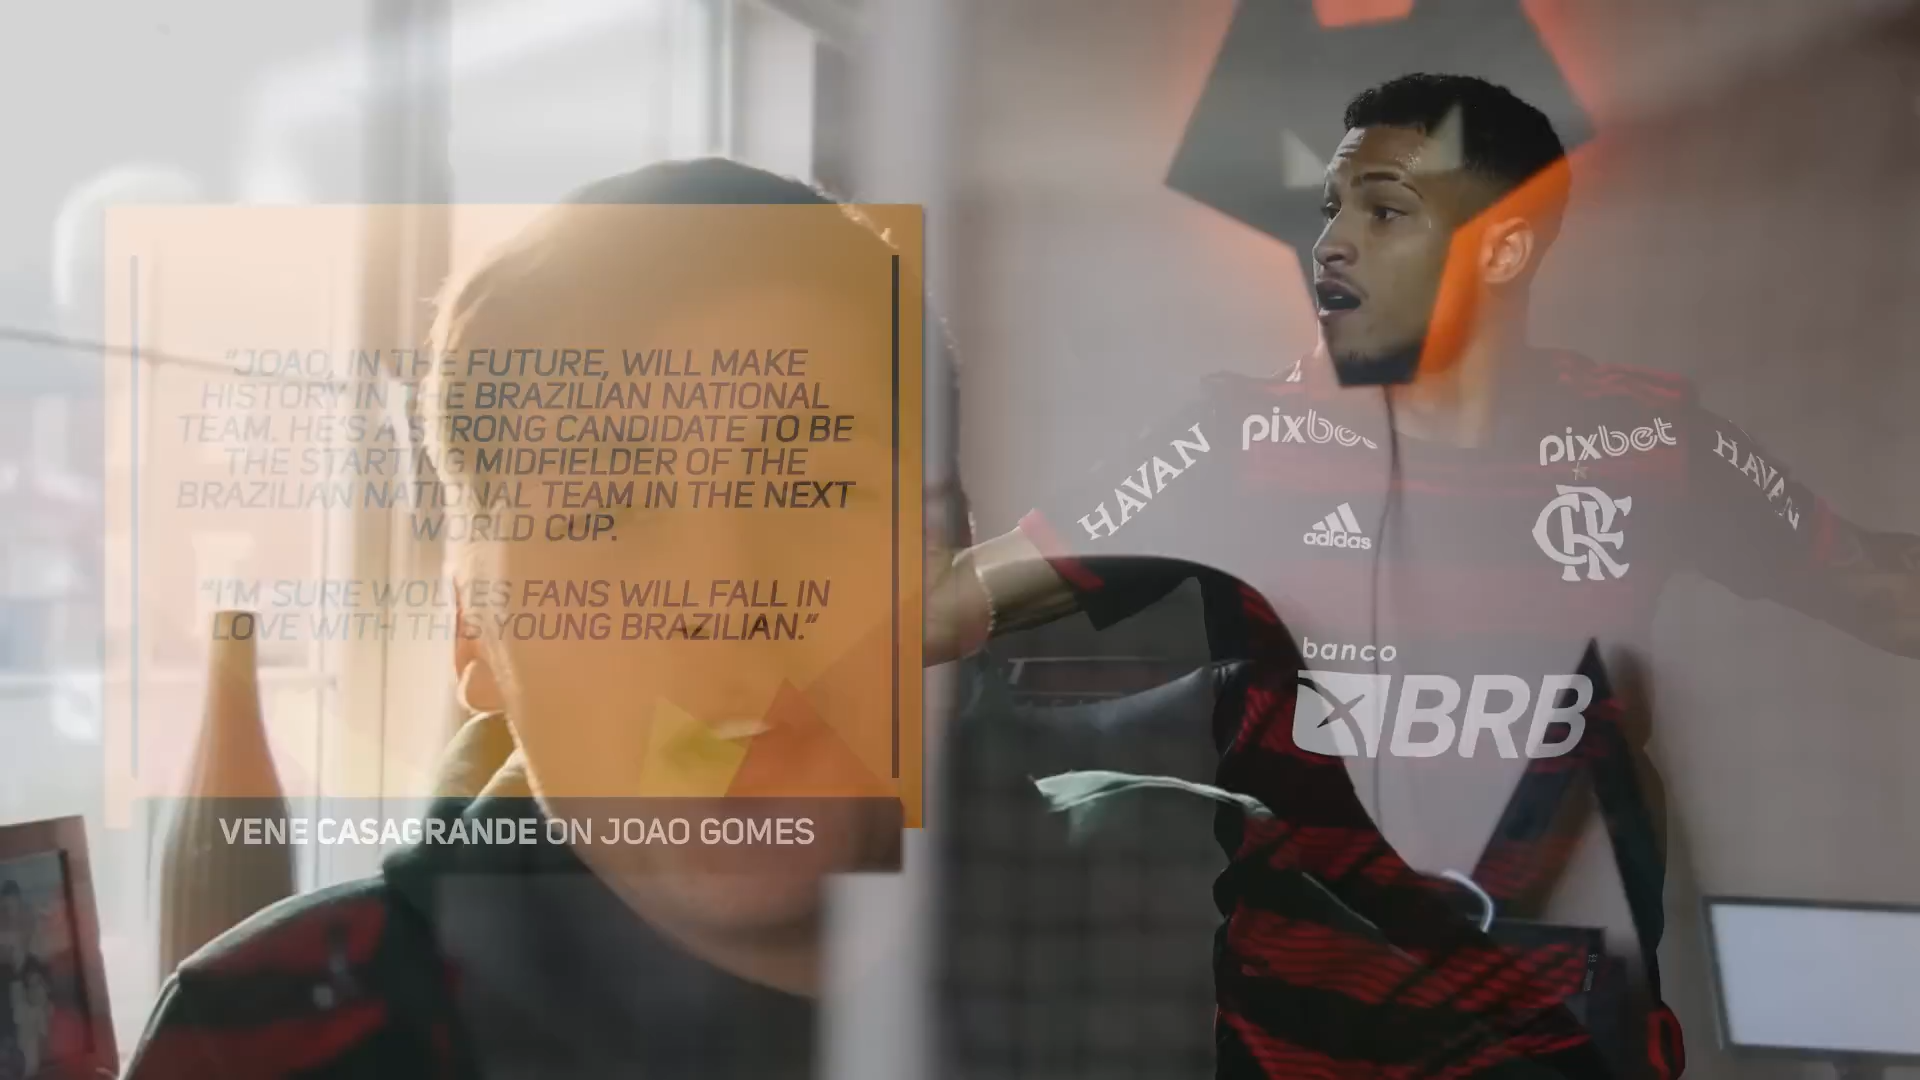 "JOAO, IN THE FUTURE, WILL MAKE
HISTORY IN THE BRAZILIAN NATIONAL
TEAM. HE'S A STRONG CANDIDATE TO BE
THE STARTING MIDFIELDER OF THE
BRAZILIAN NATIONAL TEAM IN THE NEXT
WORLD CUP.
"I'M SURE WOLVES FANS WILL FALL IN
LOVE WITH THIS YOUNG BRAZILIAN."
VENE CASAGRANDE ON JOAO GOMES
pixbet
pixbet
HAVAN
HAVAN
adidas
CRF
banco
BRB